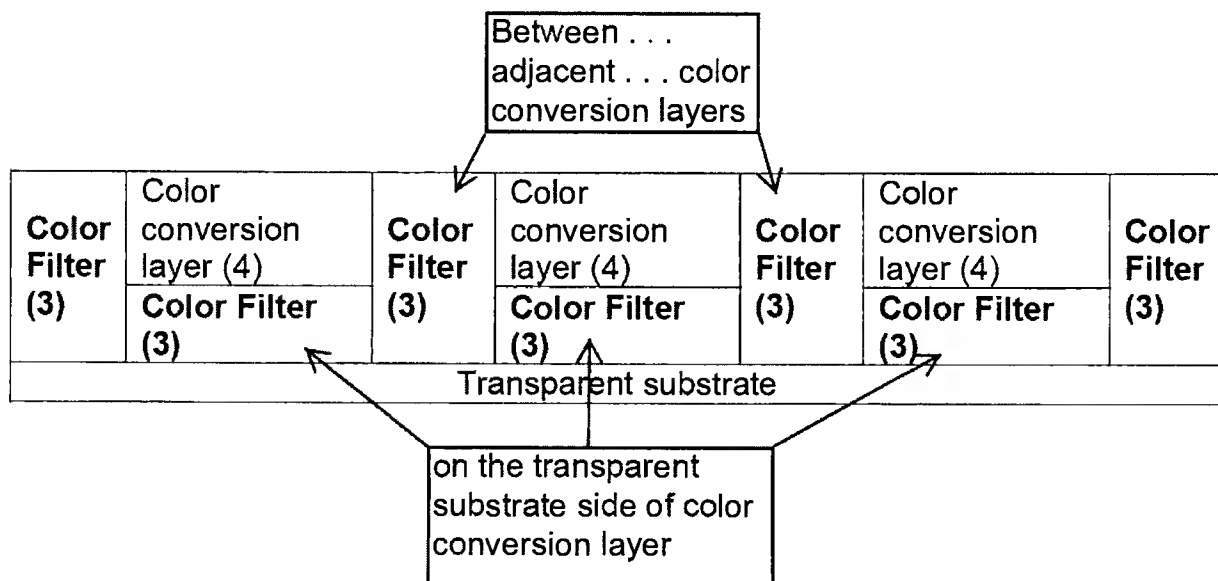 Between . . .
adjacent . . . color
conversion layers
Color
Filter
(3)
Color
conversion
layer (4)
Color Filter
(3)
Color
Filter
(3)
Color
conversion
layer (4)
Color Filter
(3)
Color
Filter
(3)
Color
conversion
layer (4)
Color Filter
(3)
Color
Filter
(3)
Transparent substrate
on the transparent
substrate side of color
conversion layer